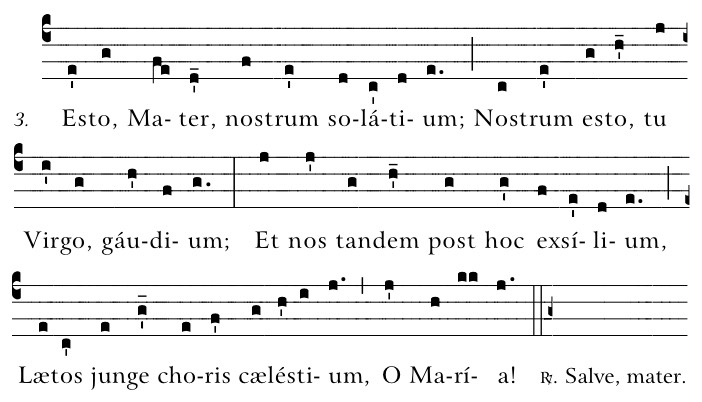 3. Esto, Ma- ter, nostrum so-lá-ti- um; Nostrum esto, tu
Virgo, gáu-di- um; Et nos tandem post hoc exsí- li- um,
Lætos junge cho-ris cælésti- um, O Ma-rí- a! ℟. Salve, mater.